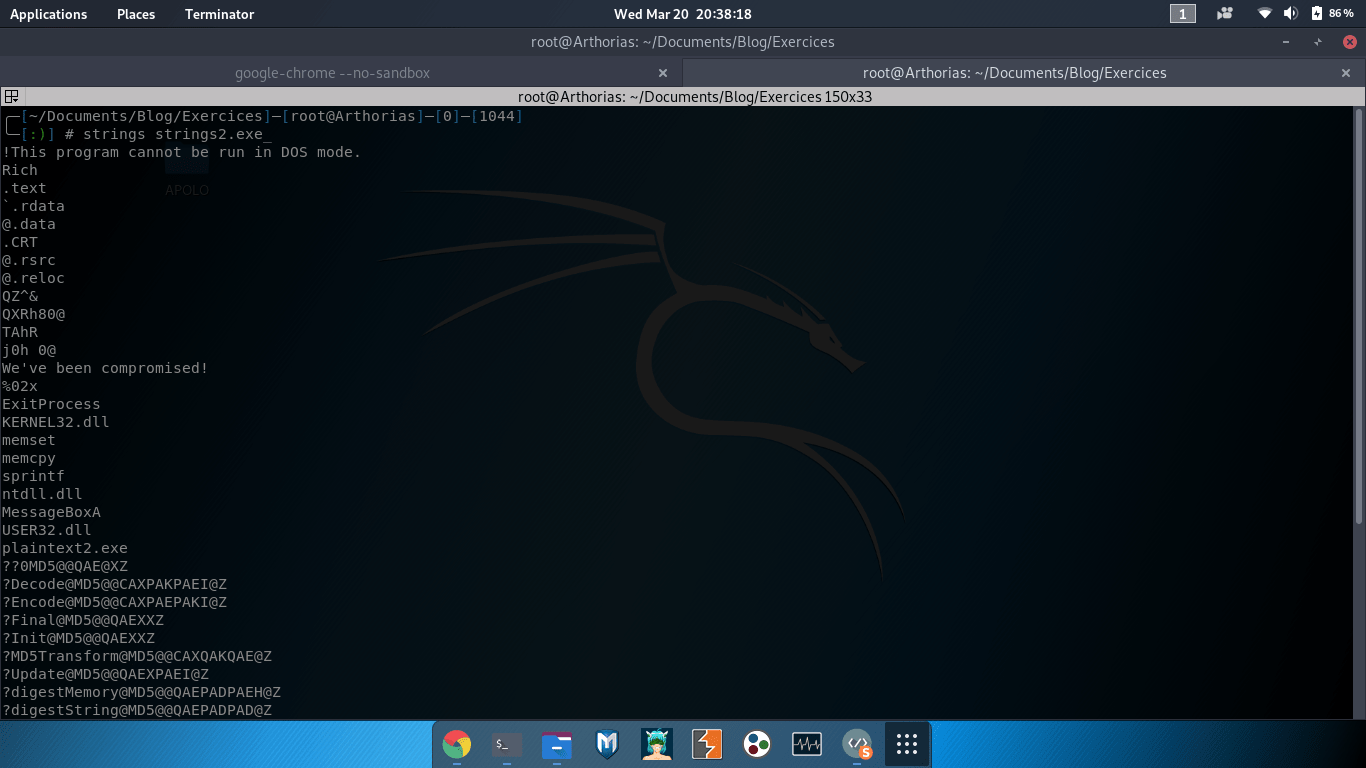 Applications Places Terminator Wed Mar 20 20:38:18 1 86 %
root@Arthorias: ~/Documents/Blog/Exercices
google-chrome --no-sandbox × root@Arthorias: ~/Documents/Blog/Exercices ×
root@Arthorias: ~/Documents/Blog/Exercices 150x33
[~/Documents/Blog/Exercices]—[root@Arthorias]—[0]—[1044]
[:)] # strings strings2.exe_
!This program cannot be run in DOS mode.
Rich
.text
APOLO
`.rdata
@.data
.CRT
@.rsrc
@.reloc
QZ^&
QXRh80@
TAhR
j0h 0@
We've been compromised!
%02x
ExitProcess
KERNEL32.dll
memset
memcpy
sprintf
ntdll.dll
MessageBoxA
USER32.dll
plaintext2.exe
??0MD5@@QAE@XZ
?Decode@MD5@@CAXPAKPAEI@Z
?Encode@MD5@@CAXPAEPAKI@Z
?Final@MD5@@QAEXXZ
?Init@MD5@@QAEXXZ
?MD5Transform@MD5@@CAXQAKQAE@Z
?Update@MD5@@QAEXPAEI@Z
?digestMemory@MD5@@QAEPADPAEH@Z
?digestString@MD5@@QAEPADPAD@Z
$_
M
S